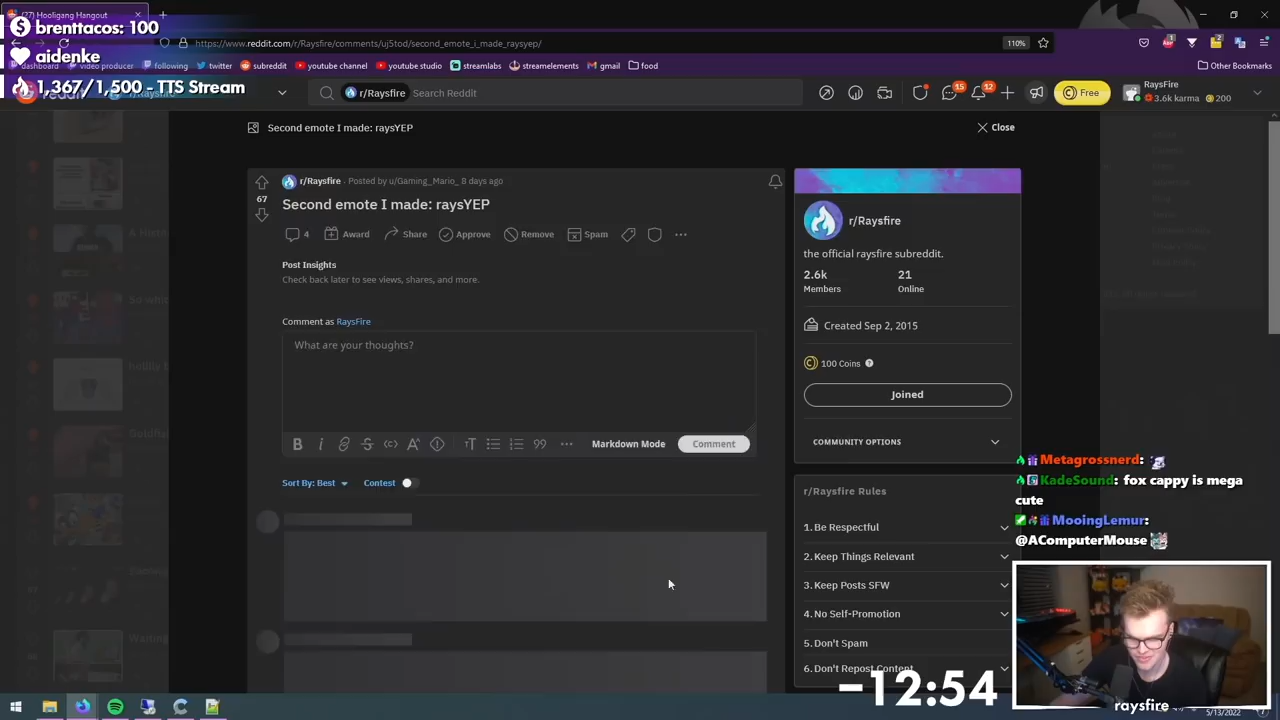 (27) Hooligang Hangout
brenttacos: 100
https://www.reddit.com/r/Raysfire/comments/uj5tod/second_emote_i_made_raysyep/
110%
aidenke
dashboard
video producer
following
twitter
subreddit
youtube channel
youtube studio
streamlabs
streamelements
gmail
food
Other Bookmarks
1,367/1,500 - TTS Stream
r/Raysfire
Search Reddit
15
12
Free
RaysFire
3.6k karma
200
Second emote I made: raysYEP
Close
r/Raysfire · Posted by u/Gaming_Mario_ 8 days ago
67
Second emote I made: raysYEP
4
Award
Share
Approve
Remove
Spam
Post Insights
Check back later to see views, shares, and more.
Comment as RaysFire
What are your thoughts?
Markdown Mode
Comment
Sort By: Best
Contest
r/Raysfire
the official raysfire subreddit.
2.6k
21
Members
Online
Created Sep 2, 2015
100 Coins
Joined
COMMUNITY OPTIONS
r/Raysfire Rules
1. Be Respectful
2. Keep Things Relevant
3. Keep Posts SFW
4. No Self-Promotion
5. Don't Spam
6. Don't Repost Content
Metagrossnerd:
KadeSound: fox cappy is mega
cute
MooingLemur:
@AComputerMouse
-12:54
raysfire
5/13/2022